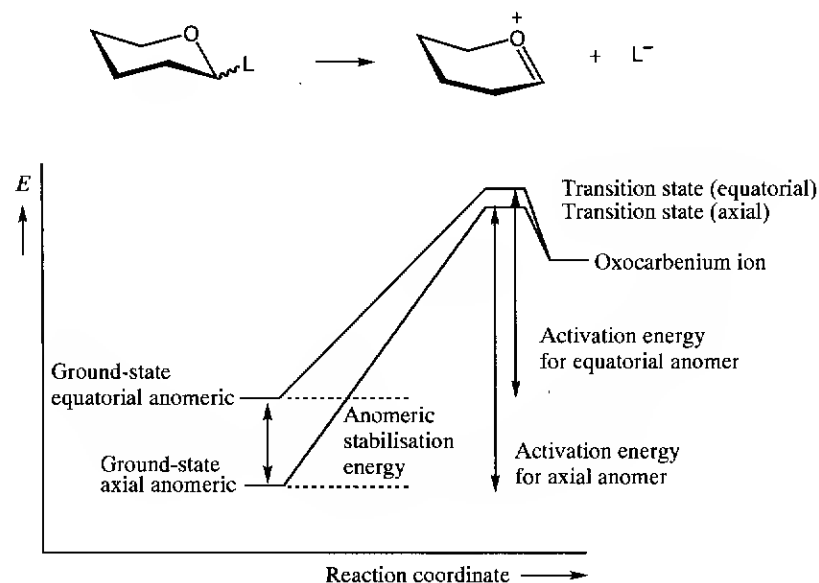 O
L
+
O
+ L⁻
E
Transition state (equatorial)
Transition state (axial)
Oxocarbenium ion
Activation energy
for equatorial anomer
Ground-state
equatorial anomeric
Anomeric
stabilisation
energy
Ground-state
axial anomeric
Activation energy
for axial anomer
Reaction coordinate